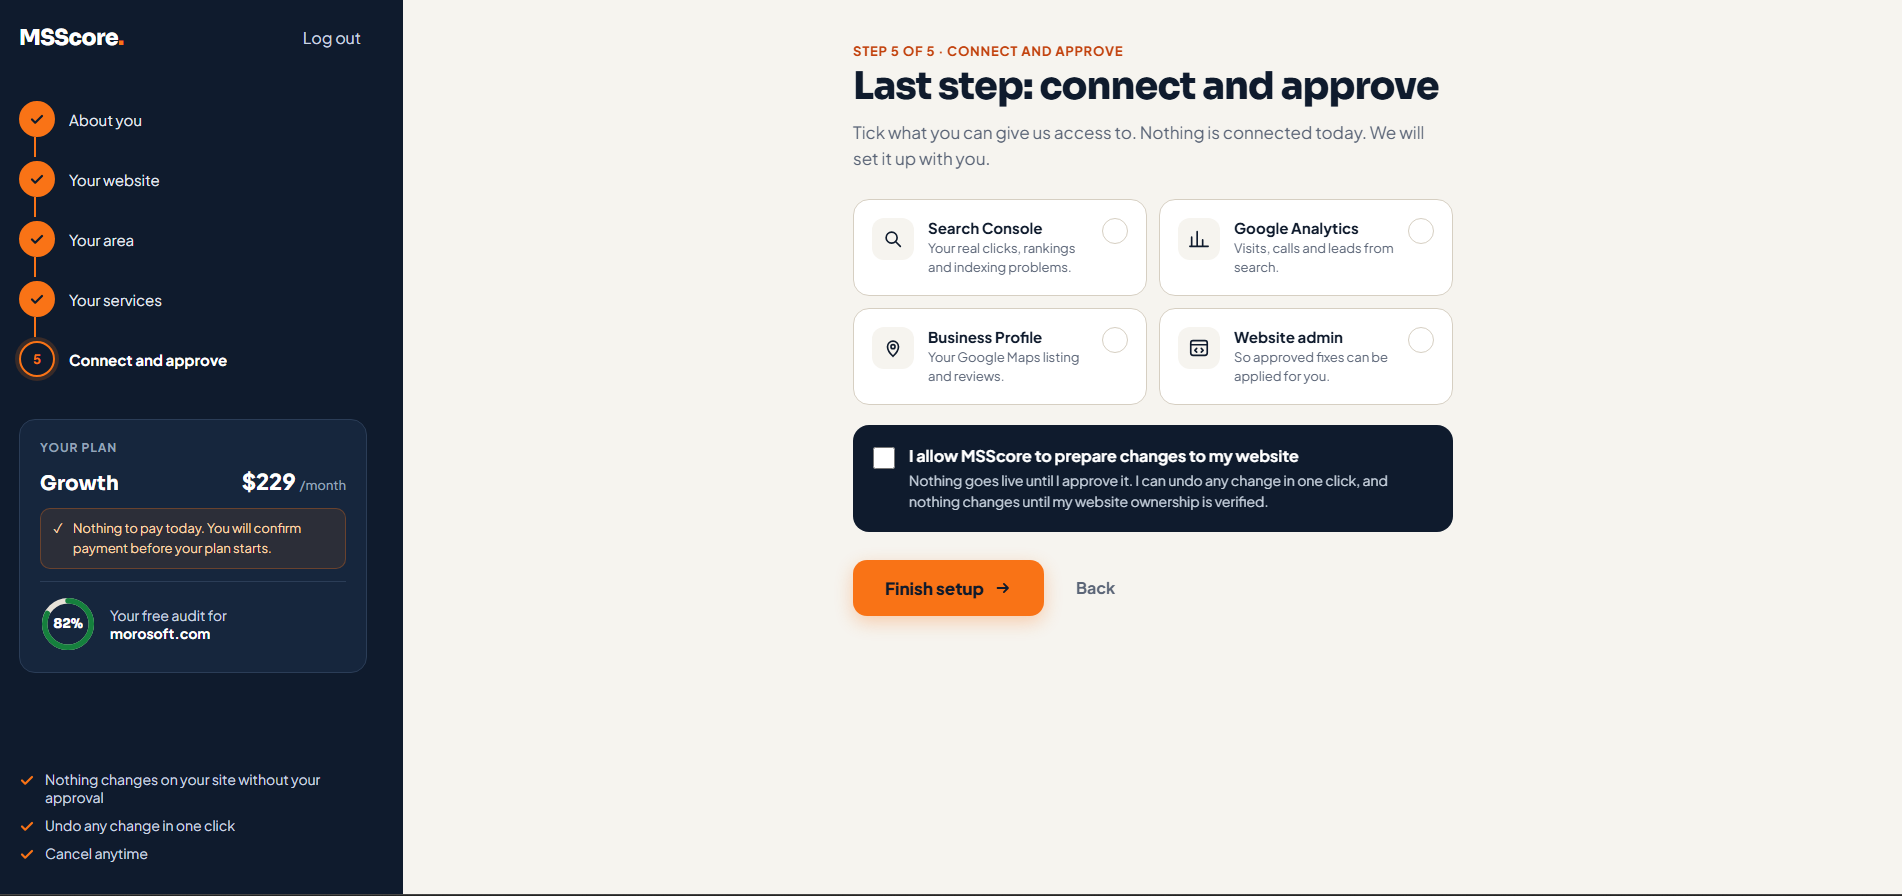 MSScore.
Log out
About you
Your website
Your area
Your services
5
Connect and approve
YOUR PLAN
Growth
$229 /month
✓ Nothing to pay today. You will confirm
payment before your plan starts.
82%
Your free audit for
morosoft.com
Nothing changes on your site without your
approval
Undo any change in one click
Cancel anytime
STEP 5 OF 5 · CONNECT AND APPROVE
Last step: connect and approve
Tick what you can give us access to. Nothing is connected today. We will
set it up with you.
Search Console
Your real clicks, rankings
and indexing problems.
Google Analytics
Visits, calls and leads from
search.
Business Profile
Your Google Maps listing
and reviews.
Website admin
So approved fixes can be
applied for you.
I allow MSScore to prepare changes to my website
Nothing goes live until I approve it. I can undo any change in one click, and
nothing changes until my website ownership is verified.
Finish setup →
Back